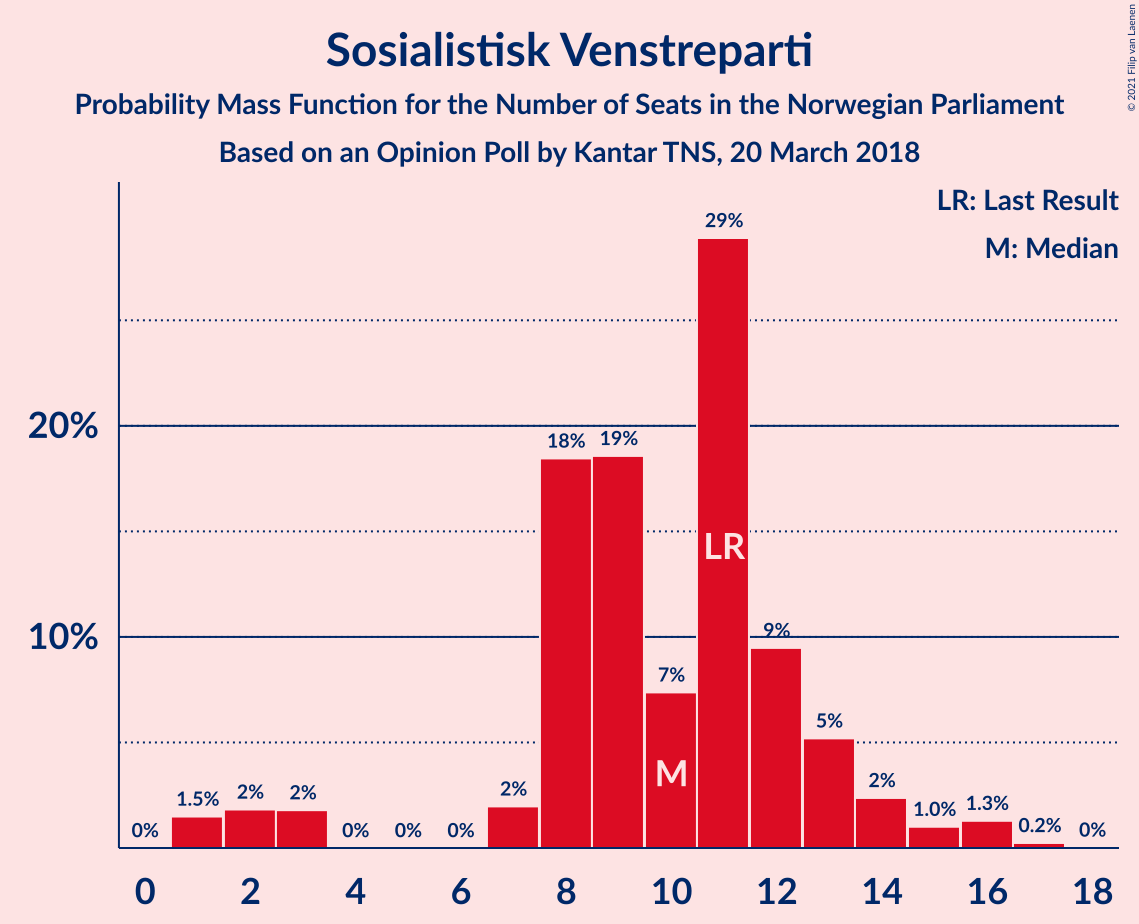 Sosialistisk Venstreparti
Probability Mass Function for the Number of Seats in the Norwegian Parliament
Based on an Opinion Poll by Kantar TNS, 20 March 2018
© 2021 Filip van Laenen
LR: Last Result
M: Median
29%
20%
18% 19%
LR
10%
9%
7%
M
5%
2%
2%
1.5% 2% 2%
1.0% 1.3%
0.2%
0% 0% 0% 0% 0%
0 2 4 6 8 10 12 14 16 18